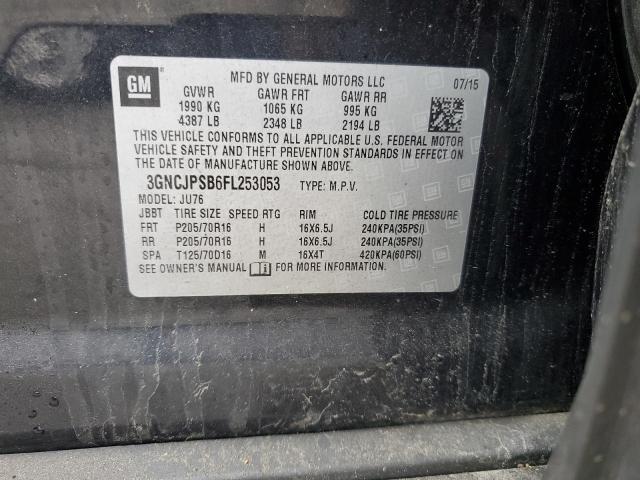 GM ®
MFD BY GENERAL MOTORS LLC 07/15
GVWR GAWR FRT GAWR RR
1990 KG 1065 KG 995 KG
4387 LB 2348 LB 2194 LB
THIS VEHICLE CONFORMS TO ALL APPLICABLE U.S. FEDERAL MOTOR
VEHICLE SAFETY AND THEFT PREVENTION STANDARDS IN EFFECT ON
THE DATE OF MANUFACTURE SHOWN ABOVE.
3GNCJPSB6FL253053 TYPE: M.P.V.
MODEL: JU76
JBBT TIRE SIZE SPEED RTG RIM COLD TIRE PRESSURE
FRT P205/70R16 H 16X6.5J 240KPA(35PSI)
RR P205/70R16 H 16X6.5J 240KPA(35PSI)
SPA T125/70D16 M 16X4T 420KPA(60PSI)
SEE OWNER'S MANUAL FOR MORE INFORMATION.